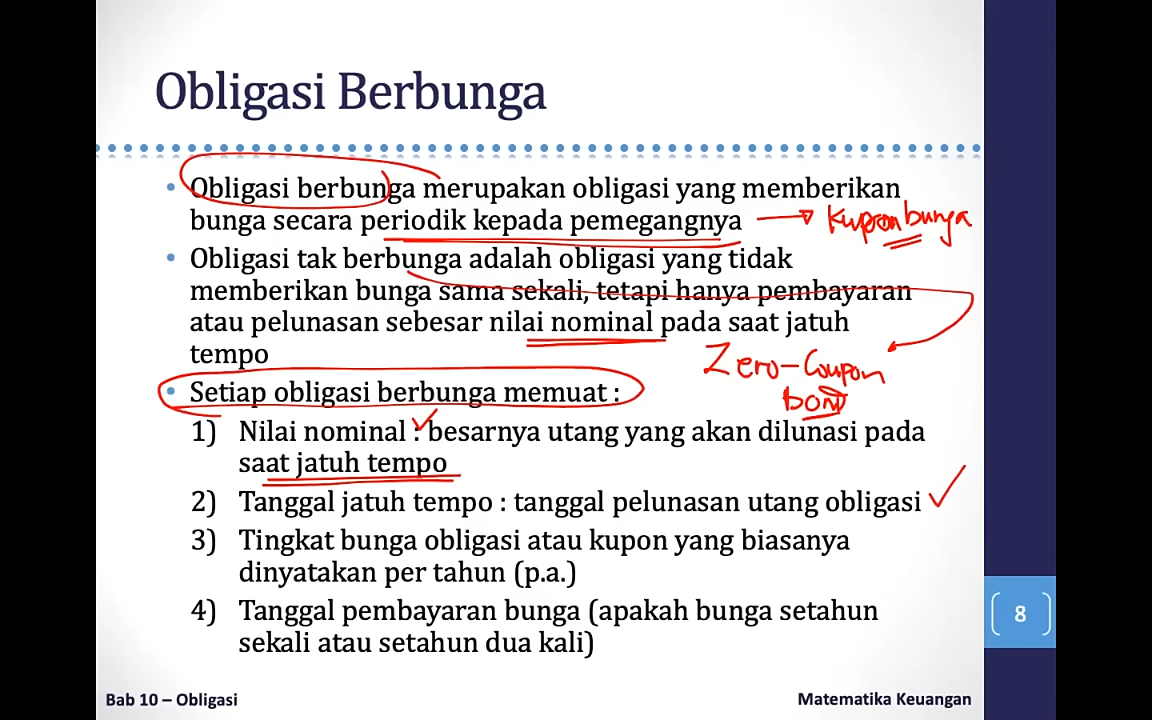 Obligasi Berbunga
• Obligasi berbunga merupakan obligasi yang memberikan
bunga secara periodik kepada pemegangnya → Kupon bunga
• Obligasi tak berbunga adalah obligasi yang tidak
memberikan bunga sama sekali, tetapi hanya pembayaran
atau pelunasan sebesar nilai nominal pada saat jatuh
tempo
Zero-Coupon
bond
• Setiap obligasi berbunga memuat :
1) Nilai nominal : besarnya utang yang akan dilunasi pada
saat jatuh tempo
2) Tanggal jatuh tempo : tanggal pelunasan utang obligasi
3) Tingkat bunga obligasi atau kupon yang biasanya
dinyatakan per tahun (p.a.)
4) Tanggal pembayaran bunga (apakah bunga setahun
sekali atau setahun dua kali)
8
Bab 10 – Obligasi
Matematika Keuangan